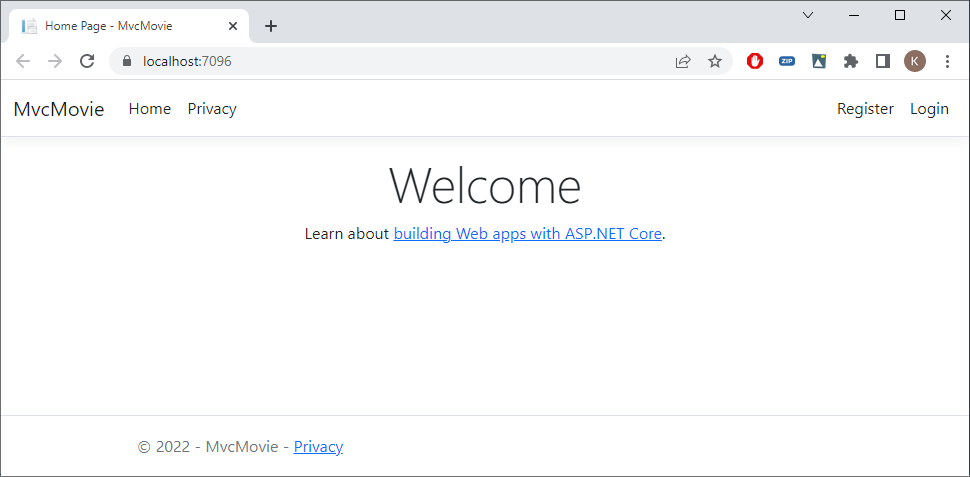 Home Page - MvcMovie
localhost:7096
ZIP
K
MvcMovie Home Privacy Register Login
Welcome
Learn about building Web apps with ASP.NET Core.
© 2022 - MvcMovie - Privacy